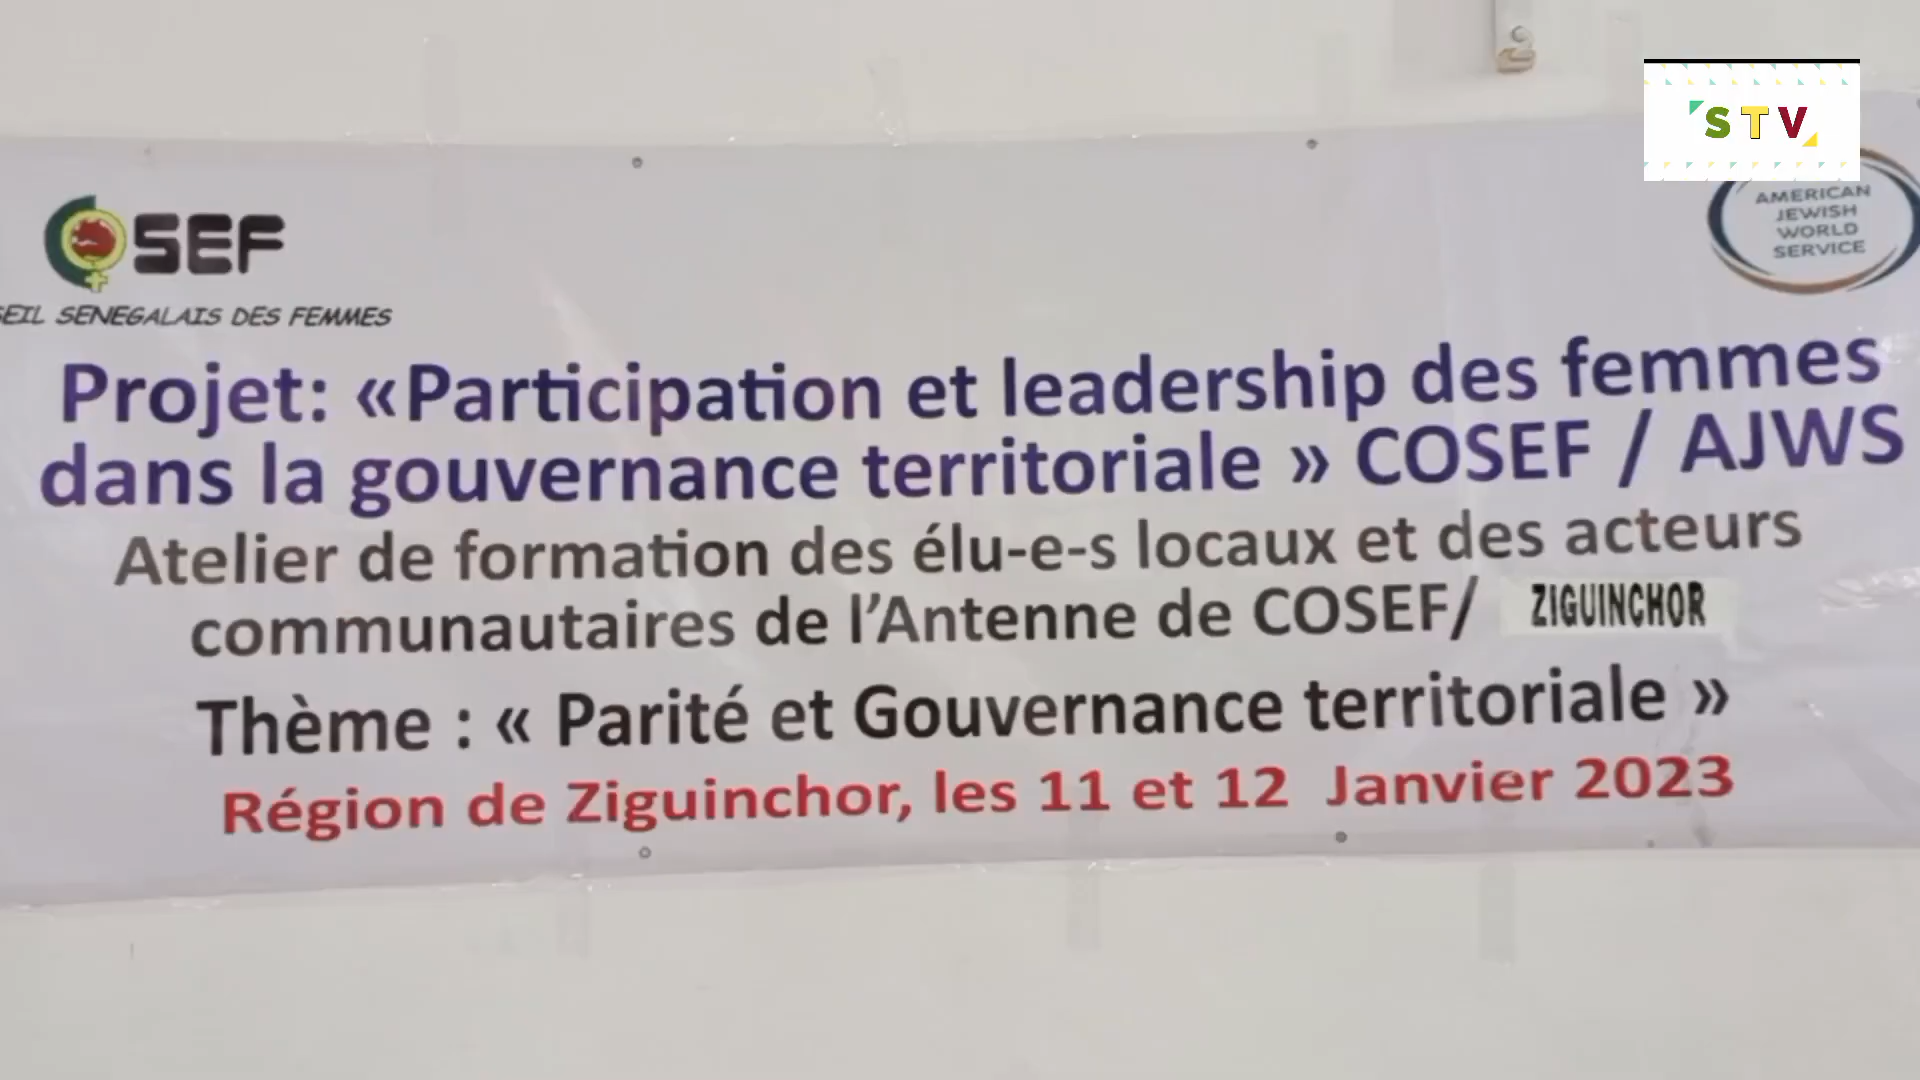 STV
AMERICAN
JEWISH
WORLD
SERVICE
SEF
SENEGALAIS DES FEMMES
Projet: «Participation et leadership des femmes
dans la gouvernance territoriale » COSEF / AJWS
Atelier de formation des élu-e-s locaux et des acteurs
communautaires de l’Antenne de COSEF/ ZIGUINCHOR
Thème : « Parité et Gouvernance territoriale »
Région de Ziguinchor, les 11 et 12 Janvier 2023